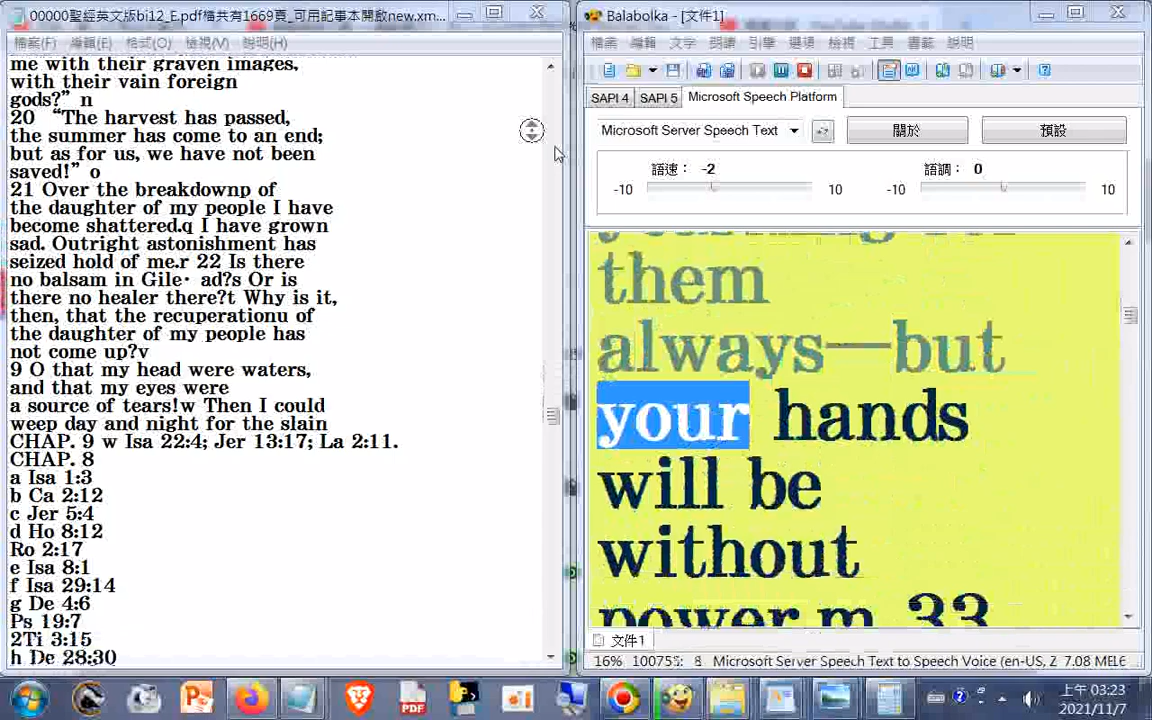 00000聖經英文版bi12_E.pdf檔共有1669頁_可用記事本開啟new.xm...
檔案(F) 編輯(E) 格式(O) 檢視(V) 說明(H)
me with their graven images,
with their vain foreign
gods?” n
20 “The harvest has passed,
the summer has come to an end;
but as for us, we have not been
saved!” o
21 Over the breakdownp of
the daughter of my people I have
become shattered.q I have grown
sad. Outright astonishment has
seized hold of me.r 22 Is there
no balsam in Gile· ad?s Or is
there no healer there?t Why is it,
then, that the recuperationu of
the daughter of my people has
not come up?v
9 O that my head were waters,
and that my eyes were
a source of tears!w Then I could
weep day and night for the slain
CHAP. 9 w Isa 22:4; Jer 13:17; La 2:11.
CHAP. 8
a Isa 1:3
b Ca 2:12
c Jer 5:4
d Ho 8:12
Ro 2:17
e Isa 8:1
f Isa 29:14
g De 4:6
Ps 19:7
2Ti 3:15
h De 28:30
Balabolka - [文件1]
檔案 編輯 文字 朗讀 引擎 選項 檢視 工具 書籤 說明
SAPI 4 SAPI 5 Microsoft Speech Platform
Microsoft Server Speech Text 關於 預設
語速： -2 語調： 0
-10 10 -10 10
them
always—but
your hands
will be
without
power.m 33
文件1
16% Microsoft Server Speech Text to Speech Voice (en-US, Z 7.08
上午 03:23
2021/11/7